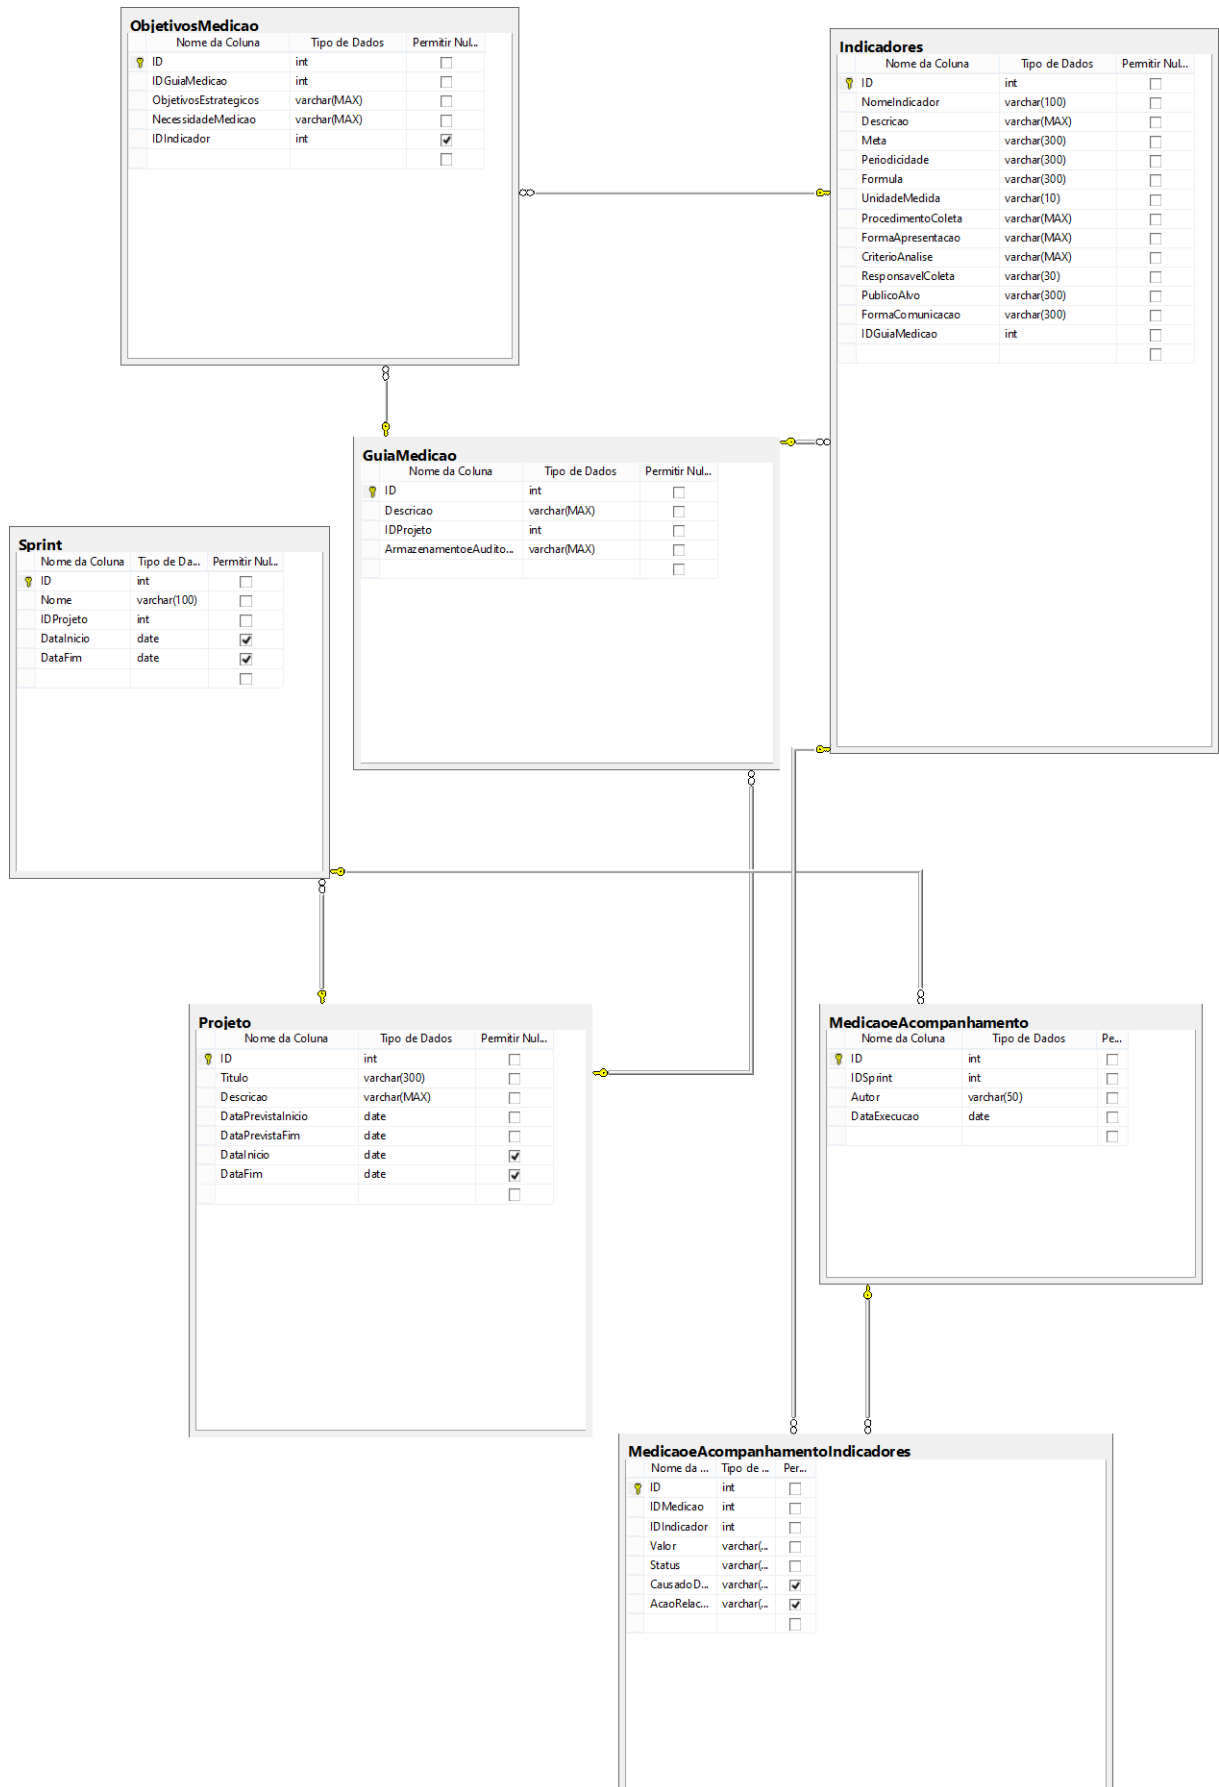 ObjetivosMedicao
Nome da Coluna Tipo de Dados Permitir Nul...
ID int
IDGuiaMedicao int
ObjetivosEstrategicos varchar(MAX)
NecessidadeMedicao varchar(MAX)
IDIndicador int
Indicadores
Nome da Coluna Tipo de Dados Permitir Nul...
ID int
NomeIndicador varchar(100)
Descricao varchar(MAX)
Meta varchar(300)
Periodicidade varchar(300)
Formula varchar(300)
UnidadeMedida varchar(10)
ProcedimentoColeta varchar(MAX)
FormaApresentacao varchar(MAX)
CriterioAnalise varchar(MAX)
ResponsavelColeta varchar(30)
PublicoAlvo varchar(300)
FormaComunicacao varchar(300)
IDGuiaMedicao int
GuiaMedicao
Nome da Coluna Tipo de Dados Permitir Nul...
ID int
Descricao varchar(MAX)
IDProjeto int
ArmazenamentoeAudito... varchar(MAX)
Sprint
Nome da Coluna Tipo de Da... Permitir Nul...
ID int
Nome varchar(100)
IDProjeto int
DataInicio date
DataFim date
Projeto
Nome da Coluna Tipo de Dados Permitir Nul...
ID int
Titulo varchar(300)
Descricao varchar(MAX)
DataPrevistaInicio date
DataPrevistaFim date
DataInicio date
DataFim date
MedicaoeAcompanhamento
Nome da Coluna Tipo de Dados Pe...
ID int
IDSprint int
Autor varchar(50)
DataExecucao date
MedicaoeAcompanhamentoIndicadores
Nome da ... Tipo de ... Per...
ID int
IDMedicao int
IDIndicador int
Valor varchar(...
Status varchar(...
CausadoD... varchar(...
AcaoRelac... varchar(...